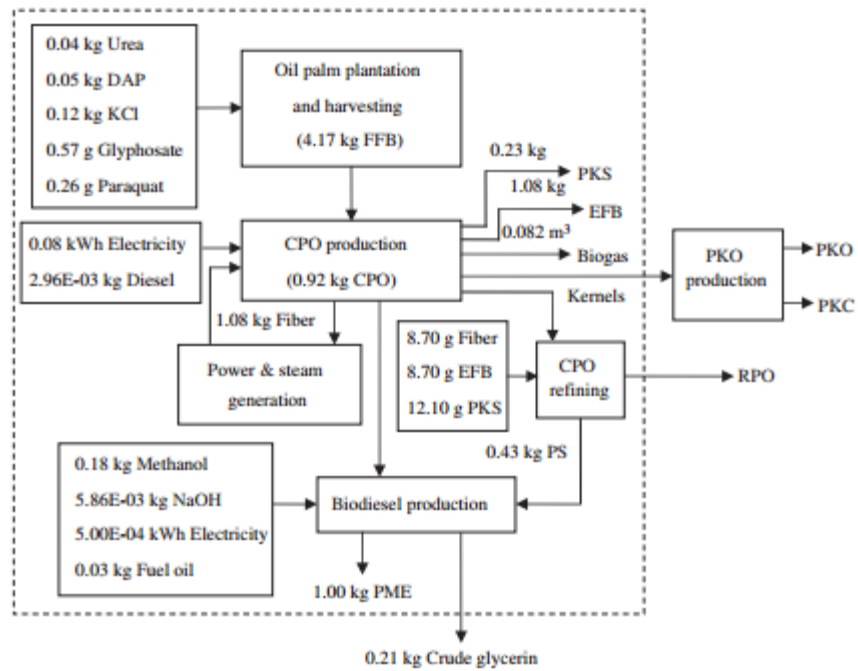 0.04 kg Urea
0.05 kg DAP
0.12 kg KCl
0.57 g Glyphosate
0.26 g Paraquat
Oil palm plantation
and harvesting
(4.17 kg FFB)
0.23 kg
PKS
1.08 kg
EFB
0.082 m³
Biogas
0.08 kWh Electricity
2.96E-03 kg Diesel
CPO production
(0.92 kg CPO)
Kernels
PKO
production
PKO
PKC
1.08 kg Fiber
Power & steam
generation
8.70 g Fiber
8.70 g EFB
12.10 g PKS
CPO
refining
RPO
0.43 kg PS
0.18 kg Methanol
5.86E-03 kg NaOH
5.00E-04 kWh Electricity
0.03 kg Fuel oil
Biodiesel production
1.00 kg PME
0.21 kg Crude glycerin